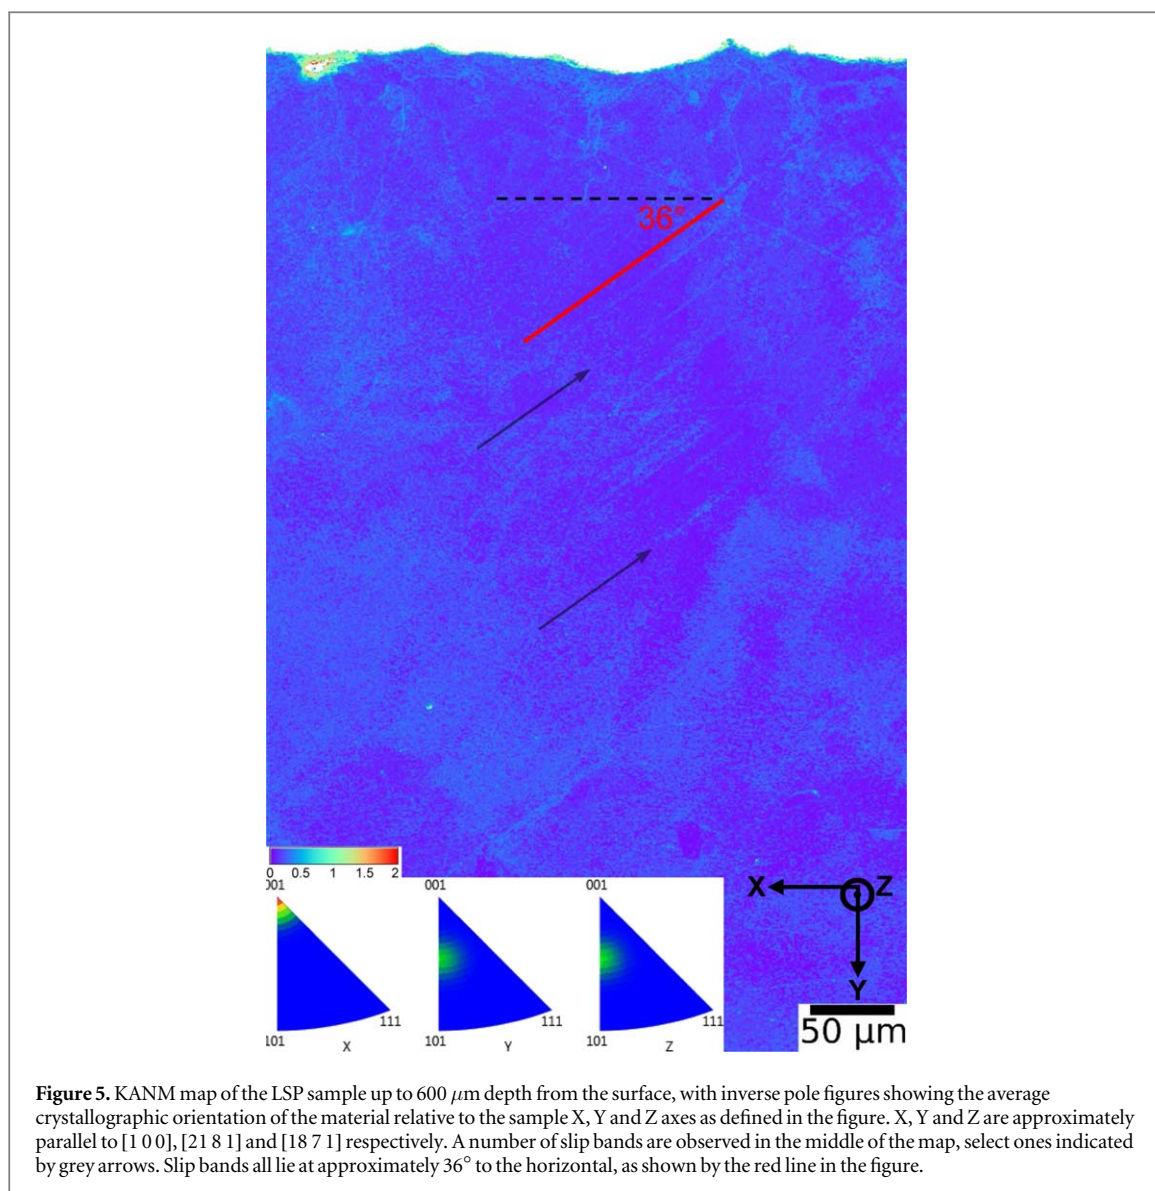 36°
0 0.5 1 1.5 2
001 001 001
X Z
Y
101 111 101 111 101 111
X Y Z
50 μm
Figure 5. KANM map of the LSP sample up to 600 μm depth from the surface, with inverse pole figures showing the average
crystallographic orientation of the material relative to the sample X, Y and Z axes as defined in the figure. X, Y and Z are approximately
parallel to [1 0 0], [21 8 1] and [18 7 1] respectively. A number of slip bands are observed in the middle of the map, select ones indicated
by grey arrows. Slip bands all lie at approximately 36° to the horizontal, as shown by the red line in the figure.